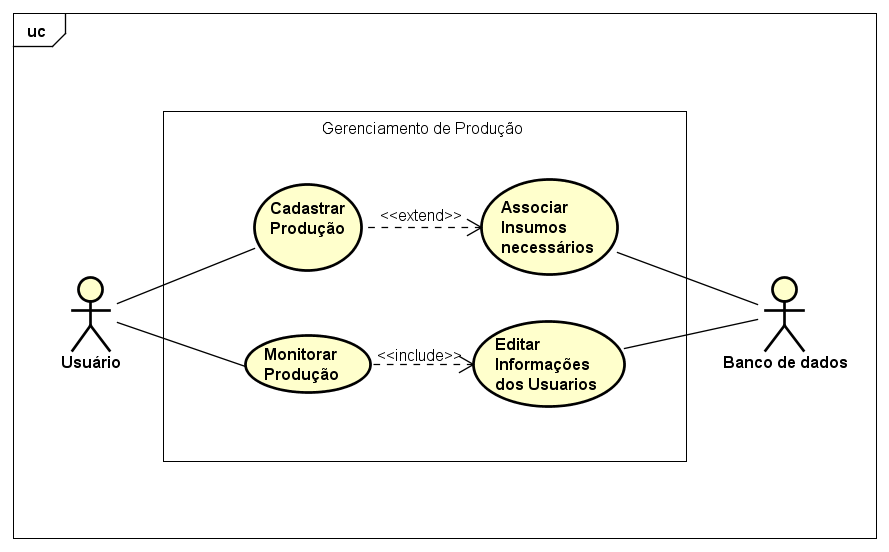 uc
Gerenciamento de Produção
Cadastrar
Produção
<<extend>>
Associar
Insumos
necessários
Usuário
Monitorar
Produção
<<include>>
Editar
Informações
dos Usuarios
Banco de dados